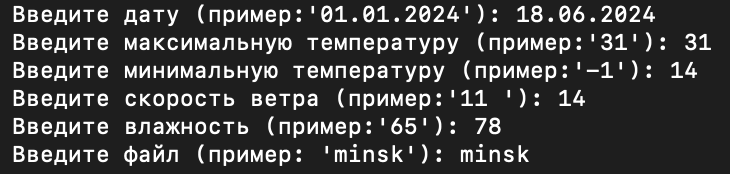 Введите дату (пример:'01.01.2024'): 18.06.2024
Введите максимальную температуру (пример:'31'): 31
Введите минимальную температуру (пример:'-1'): 14
Введите скорость ветра (пример:'11 '): 14
Введите влажность (пример:'65'): 78
Введите файл (пример: 'minsk'): minsk